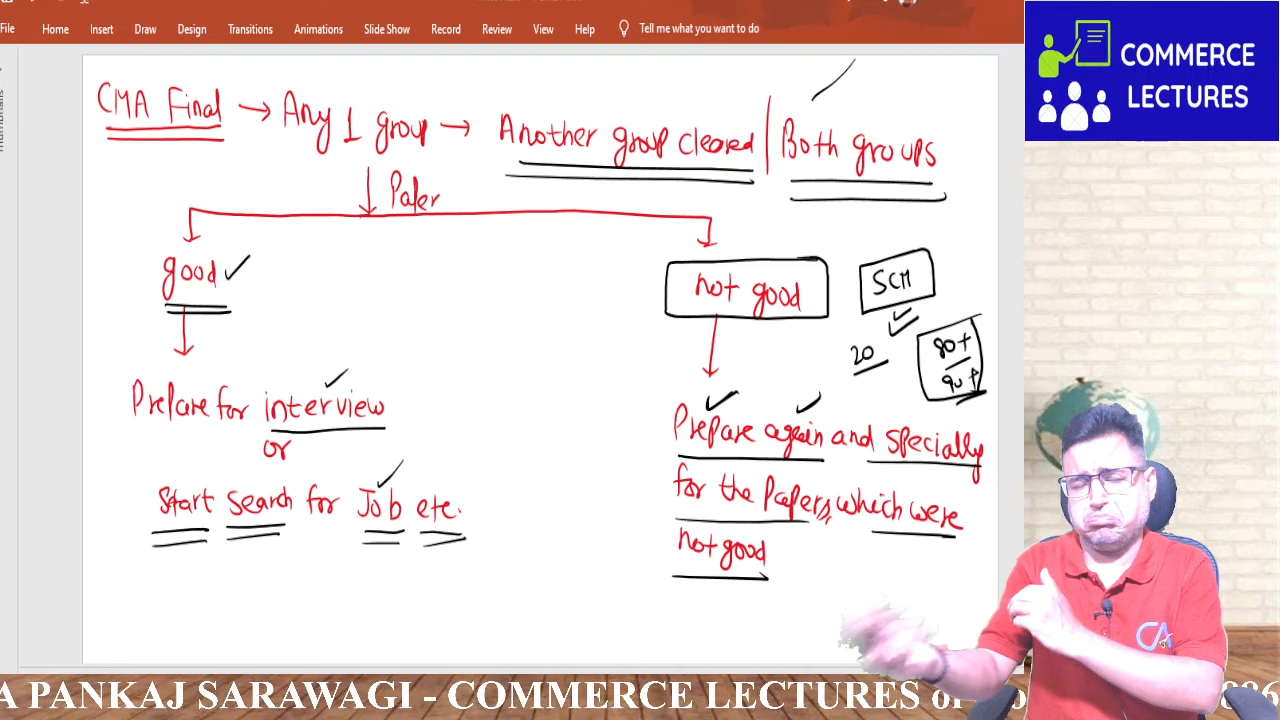 File Home Insert Draw Design Transitions Animations Slide Show Record Review View Help Tell me what you want to do
COMMERCE
LECTURES
CMA Final → Any 1 group → Another group cleared | Both groups
Paper
good ✓
not good
SCM
20
80+
90+
Prepare for interview
or
Start search for Job etc.
Prepare again and specially
for the Papers, which were
not good
CA
A PANKAJ SARAWAGI - COMMERCE LECTURES